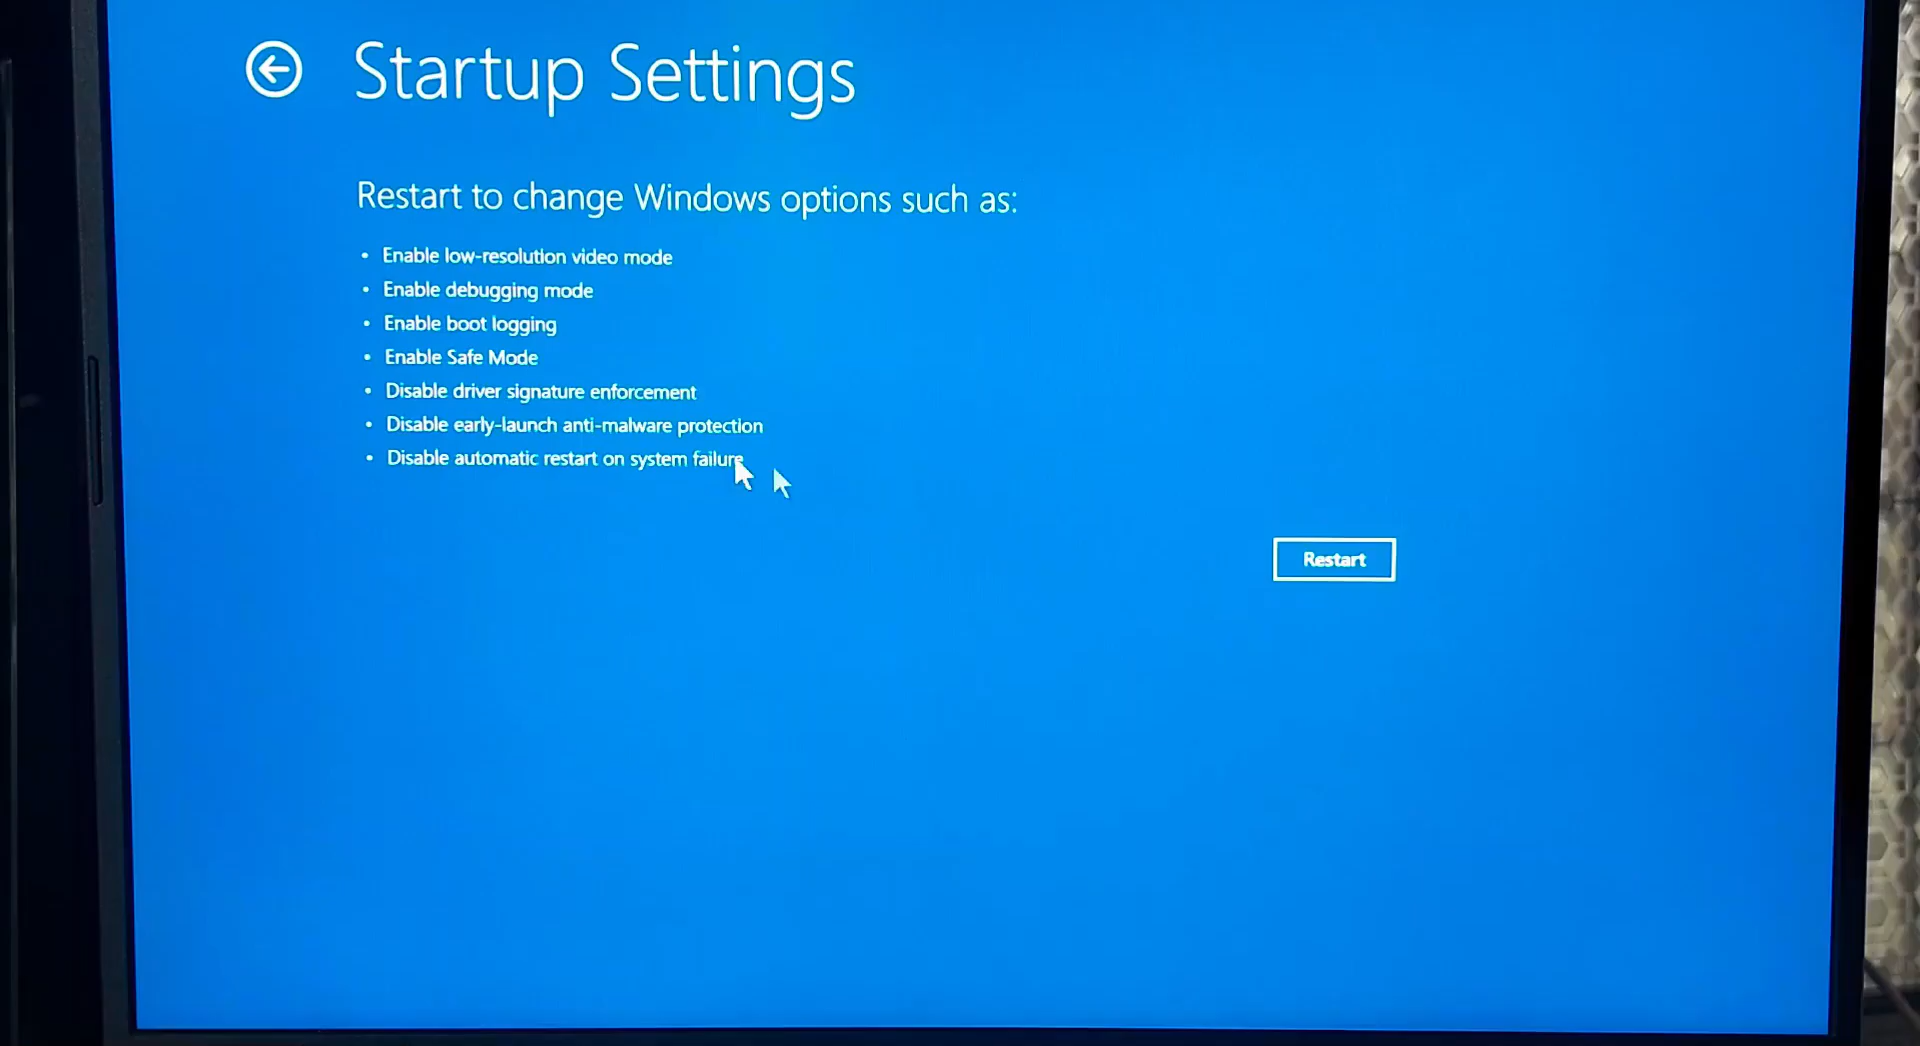 Startup Settings
Restart to change Windows options such as:
• Enable low-resolution video mode
• Enable debugging mode
• Enable boot logging
• Enable Safe Mode
• Disable driver signature enforcement
• Disable early-launch anti-malware protection
• Disable automatic restart on system failure
Restart